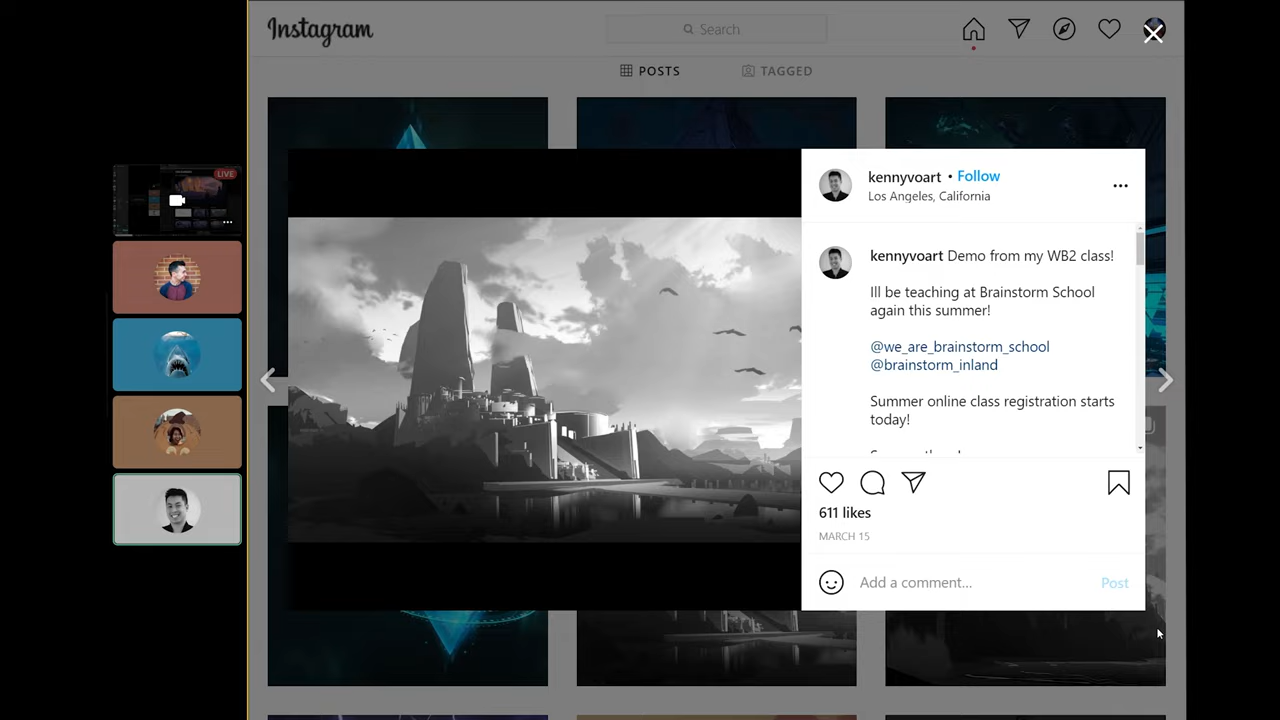 Instagram
Search
POSTS
TAGGED
LIVE
kennyvoart • Follow
Los Angeles, California
kennyvoart Demo from my WB2 class!
Ill be teaching at Brainstorm School
again this summer!
@we_are_brainstorm_school
@brainstorm_inland
Summer online class registration starts
today!
611 likes
MARCH 15
Add a comment...
Post